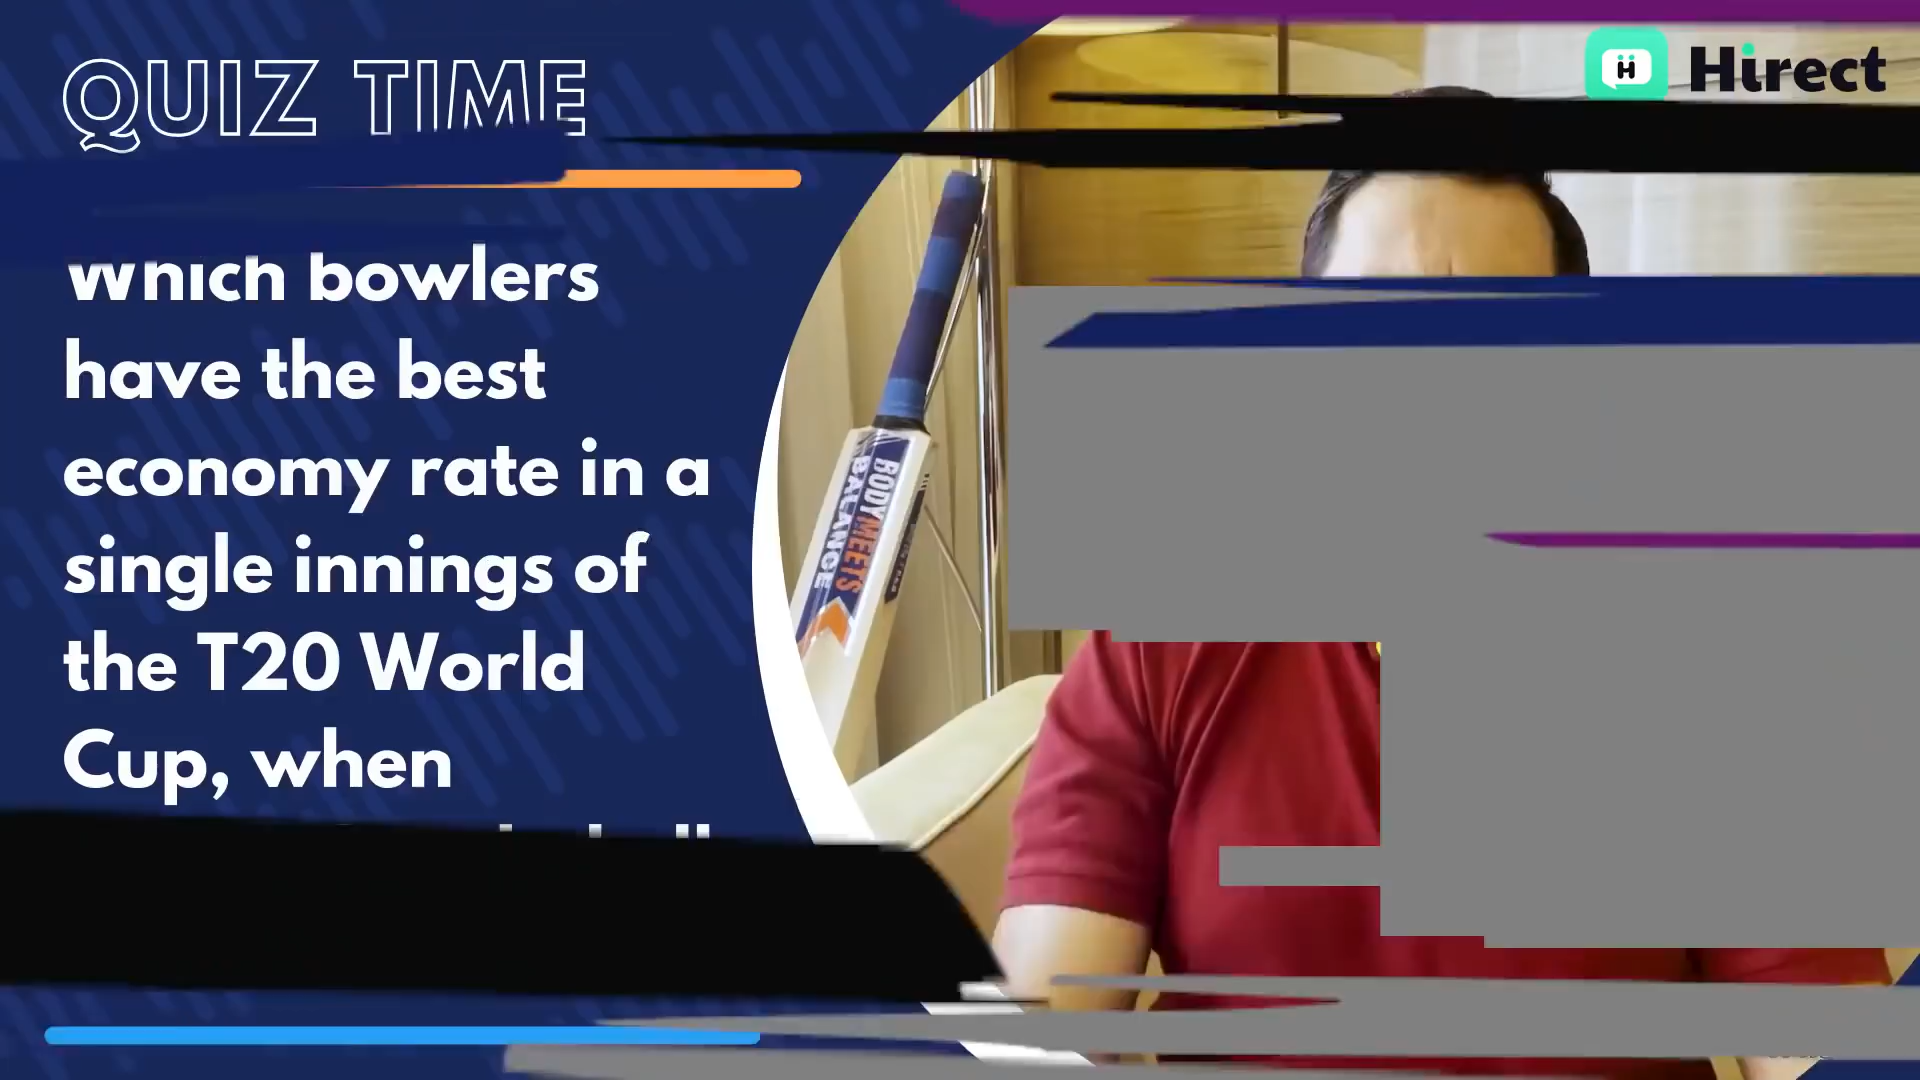 QUIZ TIME
Hirect
which bowlers
have the best
economy rate in a
single innings of
the T20 World
Cup, when
BODYMEETS
BALANCE